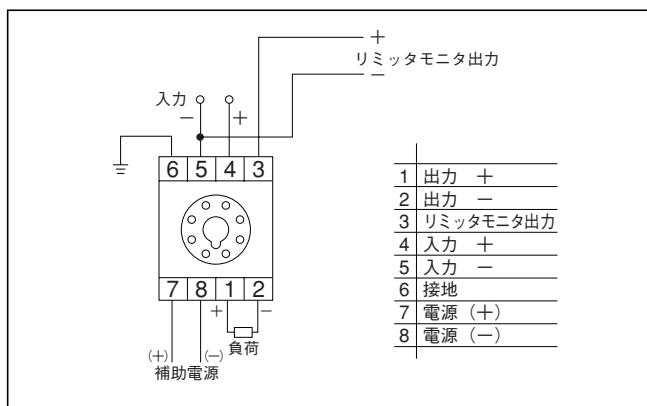 ＋
リミッタモニタ出力
－
入力
－ ＋
6 5 4 3
7 8 1 2
＋ －
負荷
(＋) (－)
補助電源
1 出力 ＋
2 出力 －
3 リミッタモニタ出力
4 入力 ＋
5 入力 －
6 接地
7 電源（＋）
8 電源（－）